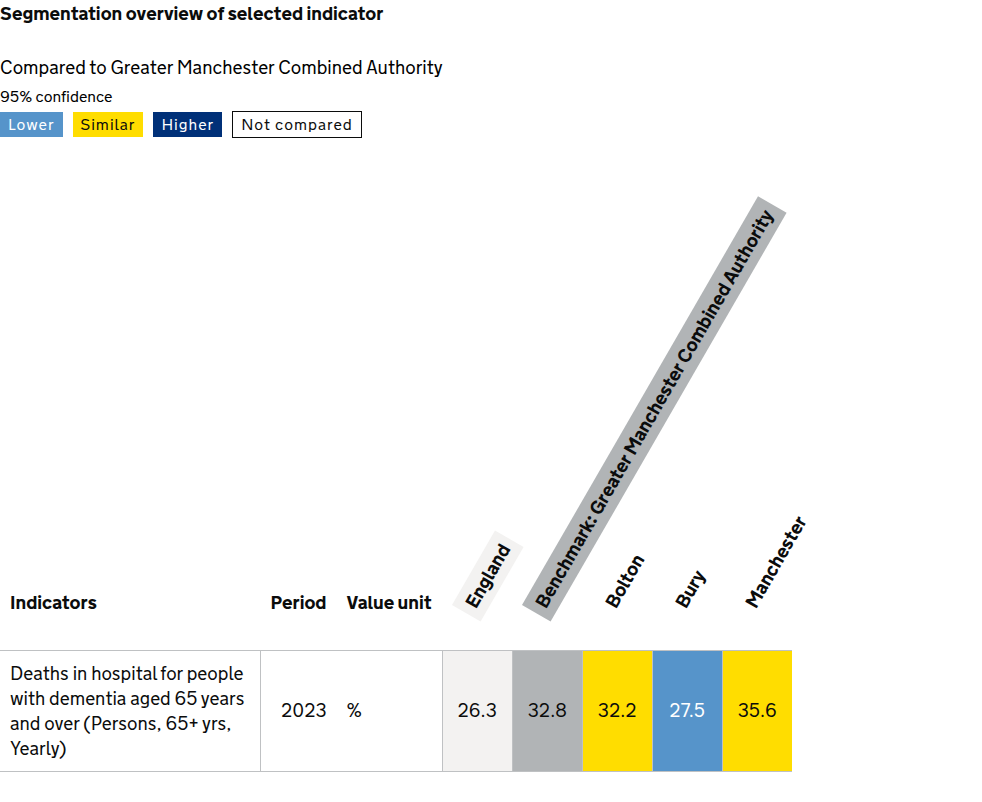 Segmentation overview of selected indicator
Compared to Greater Manchester Combined Authority
95% confidence
Lower Similar Higher Not compared
Indicators Period Value unit England Benchmark: Greater Manchester Combined Authority Bolton Bury Manchester
Deaths in hospital for people
with dementia aged 65 years
and over (Persons, 65+ yrs,
Yearly)
2023 % 26.3 32.8 32.2 27.5 35.6